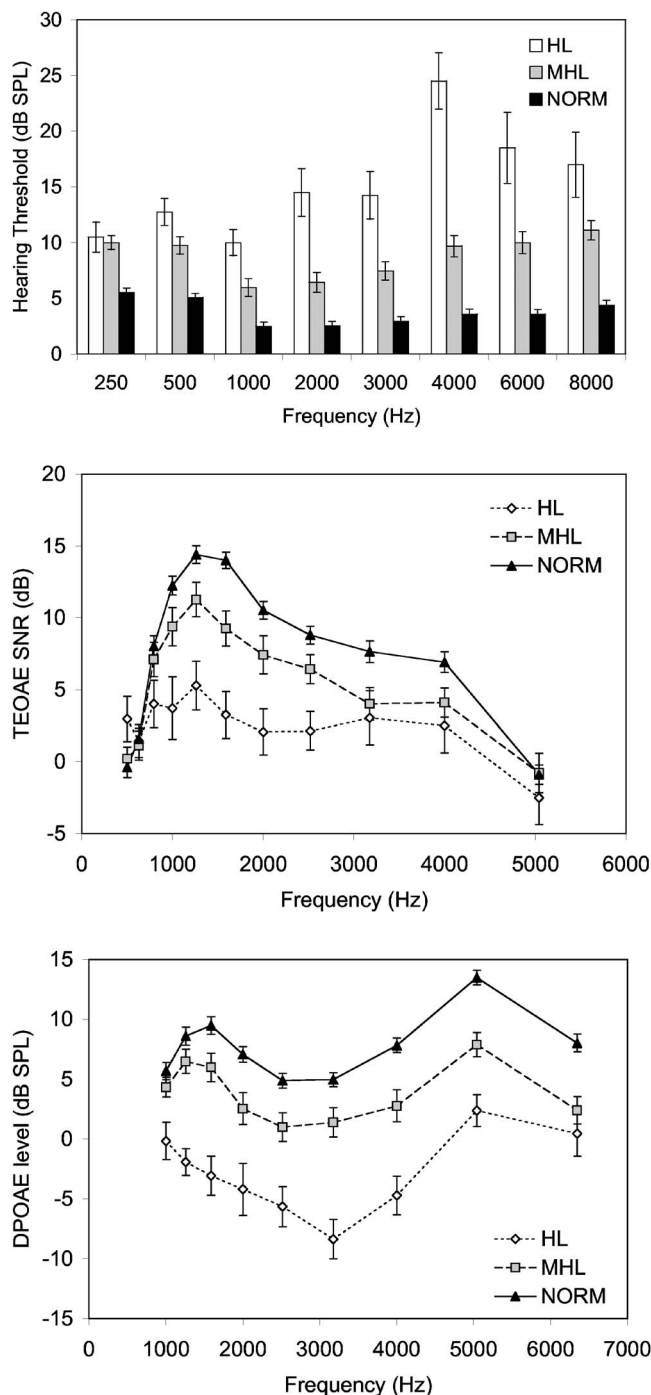 30
25
20
15
10
5
0
Hearing Threshold (dB SPL)
HL
MHL
NORM
250 500 1000 2000 3000 4000 6000 8000
Frequency (Hz)
20
15
10
5
0
-5
TEOAE SNR (dB)
HL
MHL
NORM
0 1000 2000 3000 4000 5000 6000
Frequency (Hz)
15
10
5
0
-5
-10
-15
DPOAE level (dB SPL)
HL
MHL
NORM
0 1000 2000 3000 4000 5000 6000 7000
Frequency (Hz)